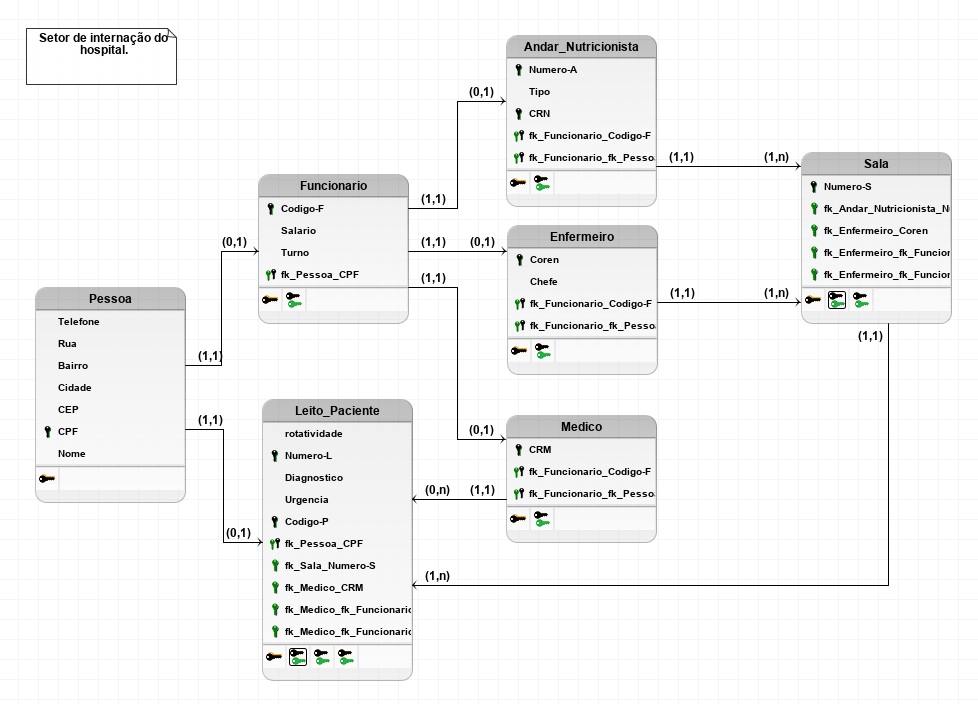 Setor de internação do
hospital.
Andar_Nutricionista
Numero-A
Tipo
CRN
fk_Funcionario_Codigo-F
fk_Funcionario_fk_Pesso
(0,1)
(1,1)
(1,n)
Sala
Numero-S
fk_Andar_Nutricionista_N
fk_Enfermeiro_Coren
fk_Enfermeiro_fk_Funcior
fk_Enfermeiro_fk_Funcior
Funcionario
Codigo-F
Salario
Turno
fk_Pessoa_CPF
(1,1)
(1,1)
(0,1)
(1,1)
(0,1)
Enfermeiro
Coren
Chefe
fk_Funcionario_Codigo-F
fk_Funcionario_fk_Pesso
(1,1)
(1,n)
(1,1)
Pessoa
Telefone
Rua
Bairro
Cidade
CEP
CPF
Nome
(1,1)
(1,1)
(0,1)
Leito_Paciente
rotatividade
Numero-L
Diagnostico
Urgencia
Codigo-P
fk_Pessoa_CPF
fk_Sala_Numero-S
fk_Medico_CRM
fk_Medico_fk_Funcionario
fk_Medico_fk_Funcionario
(0,1)
Medico
CRM
fk_Funcionario_Codigo-F
fk_Funcionario_fk_Pesso
(0,n)
(1,1)
(1,n)